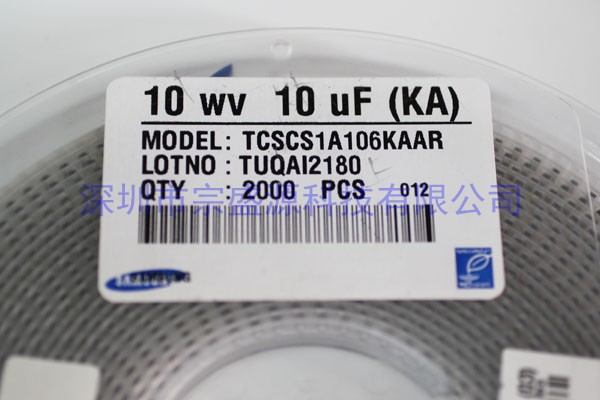 10 wv 10 uF (KA)
MODEL: TCSCS1A106KAAR
LOTNO : TUQAI2180
QTY : 2000 PCS 012
深圳市宗盛源科技有限公司
SAMSUNG